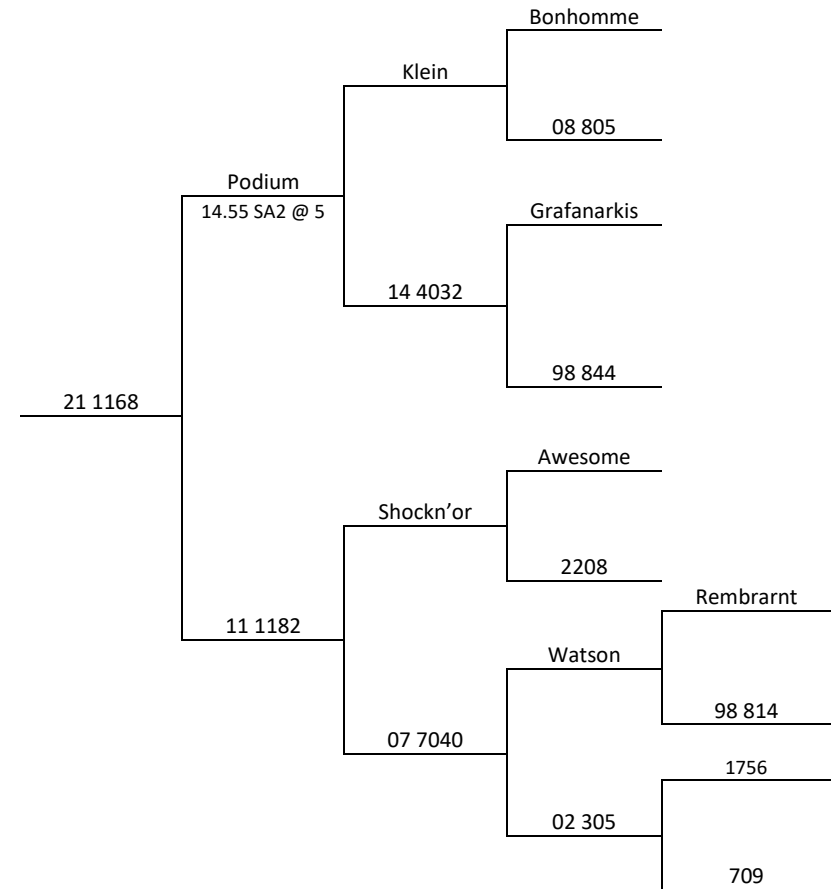 Bonhomme
Klein
08 805
Podium
14.55 SA2 @ 5
Grafanarkis
14 4032
98 844
21 1168
Awesome
Shockn’or
2208
Rembrarnt
11 1182
Watson
98 814
07 7040
1756
02 305
709